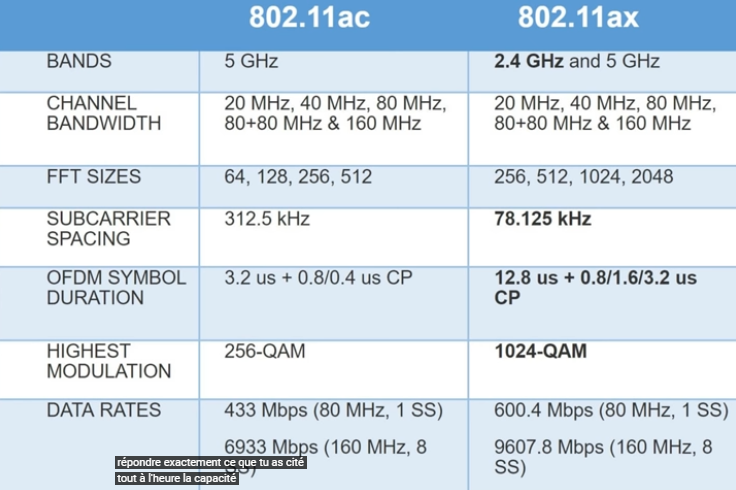 802.11ac 802.11ax
BANDS 5 GHz 2.4 GHz and 5 GHz
CHANNEL 20 MHz, 40 MHz, 80 MHz, 20 MHz, 40 MHz, 80 MHz,
BANDWIDTH 80+80 MHz & 160 MHz 80+80 MHz & 160 MHz
FFT SIZES 64, 128, 256, 512 256, 512, 1024, 2048
SUBCARRIER 312.5 kHz 78.125 kHz
SPACING
OFDM SYMBOL 3.2 us + 0.8/0.4 us CP 12.8 us + 0.8/1.6/3.2 us
DURATION CP
HIGHEST 256-QAM 1024-QAM
MODULATION
DATA RATES 433 Mbps (80 MHz, 1 SS) 600.4 Mbps (80 MHz, 1 SS)
6933 Mbps (160 MHz, 8 9607.8 Mbps (160 MHz, 8
SS) SS)
répondre exactement ce que tu as cité
tout à l'heure la capacité